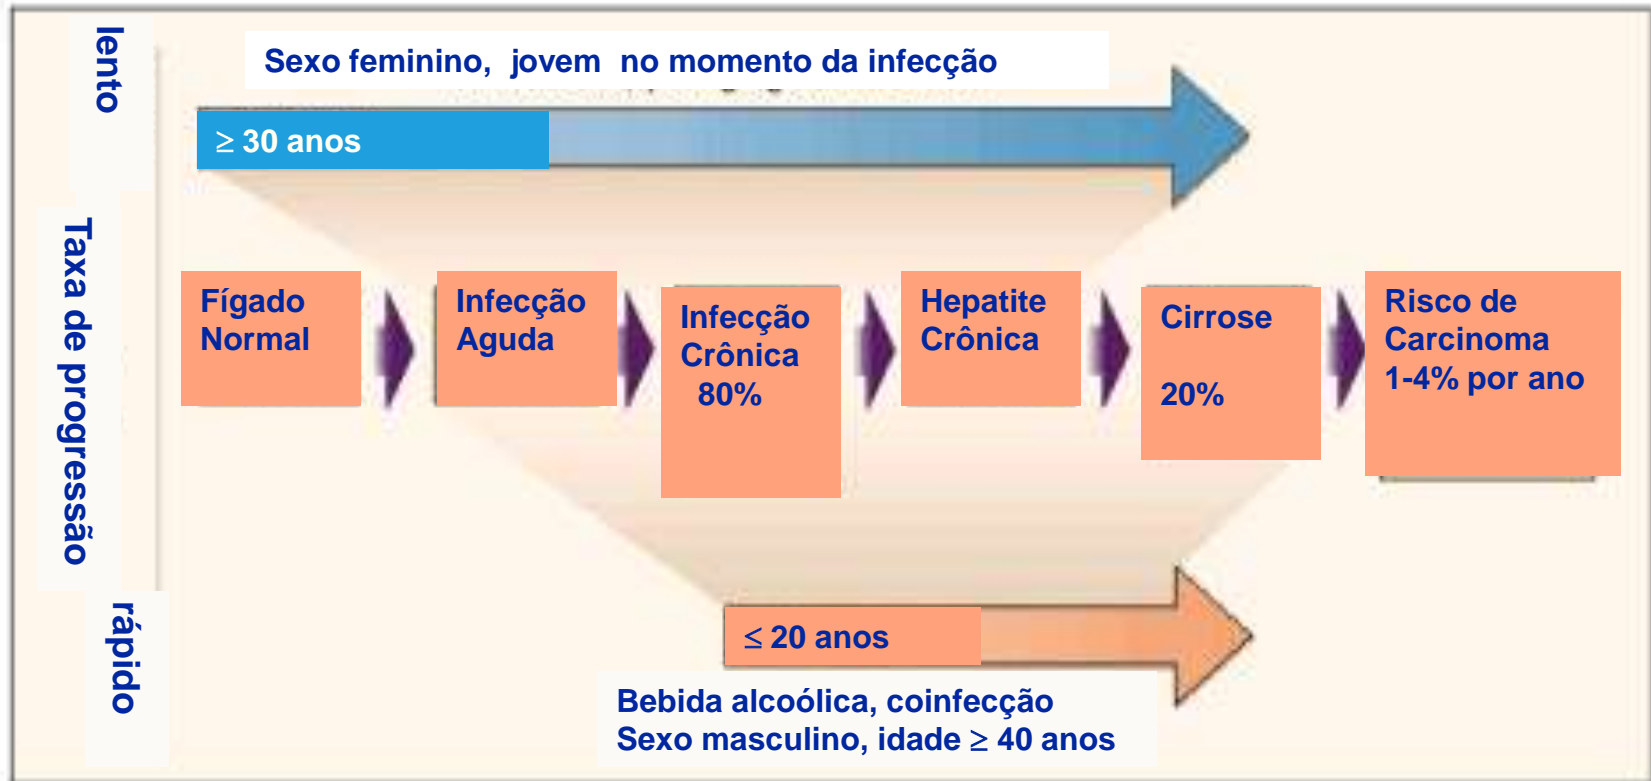 lento
Taxa de progressão
rápido
Sexo feminino, jovem no momento da infecção
≥ 30 anos
Fígado
Normal
Infecção
Aguda
Infecção
Crônica
80%
Hepatite
Crônica
Cirrose
20%
Risco de
Carcinoma
1-4% por ano
≤ 20 anos
Bebida alcoólica, coinfecção
Sexo masculino, idade ≥ 40 anos